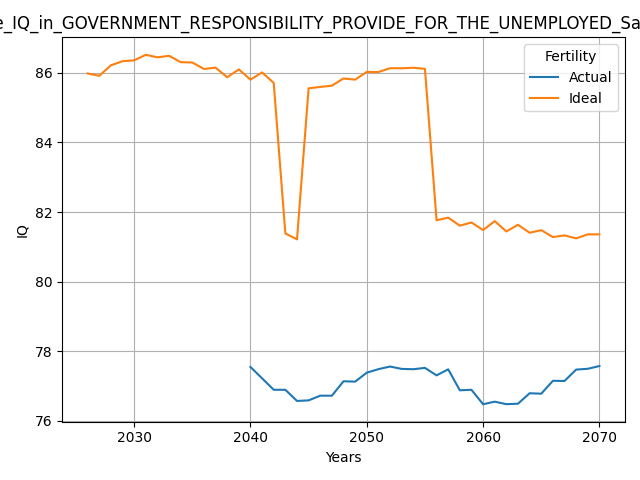 e_IQ_in_GOVERNMENT_RESPONSIBILITY_PROVIDE_FOR_THE_UNEMPLOYED_Sa
Fertility
Actual
Ideal
86
84
82
80
78
76
IQ
2030 2040 2050 2060 2070
Years